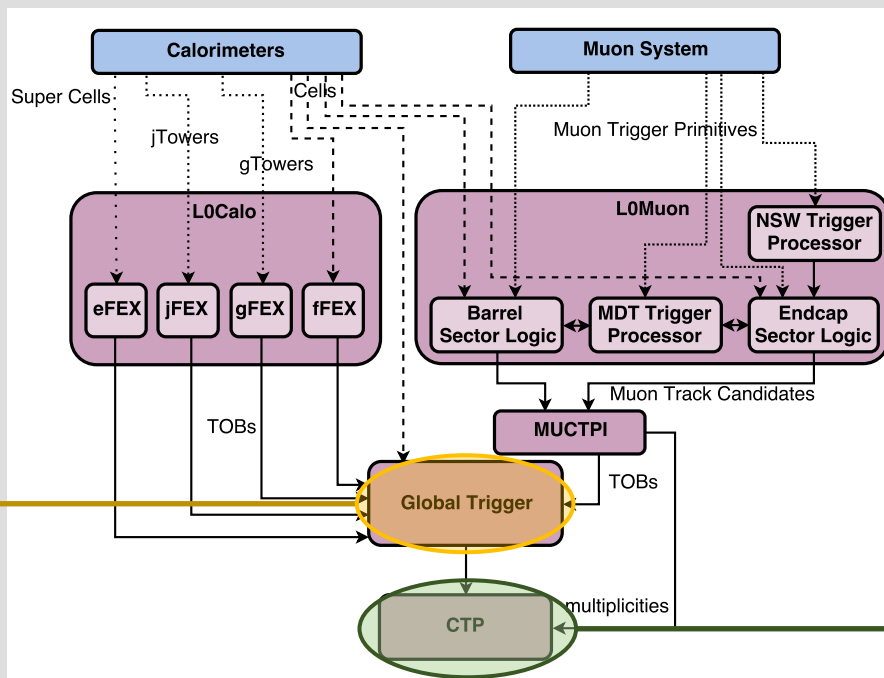 Calorimeters
Muon System
Super Cells
Cells
jTowers
Muon Trigger Primitives
gTowers
L0Calo
L0Muon
NSW Trigger
Processor
eFEX
jFEX
gFEX
fFEX
Barrel
Sector Logic
MDT Trigger
Processor
Endcap
Sector Logic
Muon Track Candidates
TOBs
MUCTPI
TOBs
Global Trigger
multiplicities
CTP